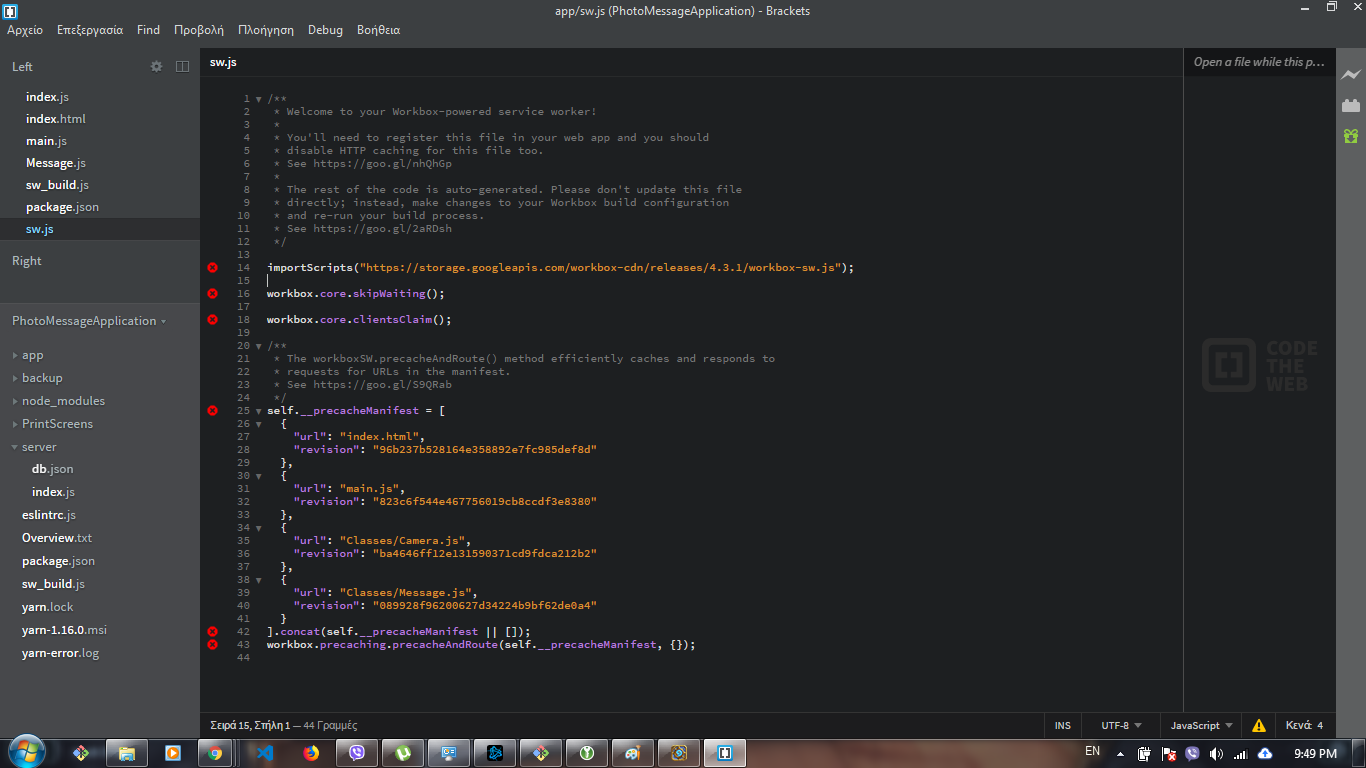 app/sw.js (PhotoMessageApplication) - Brackets
Αρχείο Επεξεργασία Find Προβολή Πλοήγηση Debug Βοήθεια
Left
index.js
index.html
main.js
Message.js
sw_build.js
package.json
sw.js
Right
PhotoMessageApplication
app
backup
node_modules
PrintScreens
server
db.json
index.js
eslintrc.js
Overview.txt
package.json
sw_build.js
yarn.lock
yarn-1.16.0.msi
yarn-error.log
sw.js
1 /**
2 * Welcome to your Workbox-powered service worker!
3 *
4 * You'll need to register this file in your web app and you should
5 * disable HTTP caching for this file too.
6 * See https://goo.gl/nhQhGp
7 *
8 * The rest of the code is auto-generated. Please don't update this file
9 * directly; instead, make changes to your Workbox build configuration
10 * and re-run your build process.
11 * See https://goo.gl/2aRDsh
12 */
13
14 importScripts("https://storage.googleapis.com/workbox-cdn/releases/4.3.1/workbox-sw.js");
15
16 workbox.core.skipWaiting();
17
18 workbox.core.clientsClaim();
19
20 /**
21 * The workboxSW.precacheAndRoute() method efficiently caches and responds to
22 * requests for URLs in the manifest.
23 * See https://goo.gl/S9QRab
24 */
25 self.__precacheManifest = [
26 {
27 "url": "index.html",
28 "revision": "96b237b528164e358892e7fc985def8d"
29 },
30 {
31 "url": "main.js",
32 "revision": "823c6f544e467756019cb8ccdf3e8380"
33 },
34 {
35 "url": "Classes/Camera.js",
36 "revision": "ba4646ff12e131590371cd9fdca212b2"
37 },
38 {
39 "url": "Classes/Message.js",
40 "revision": "089928f96200627d34224b9bf62de0a4"
41 }
42 ].concat(self.__precacheManifest || []);
43 workbox.precaching.precacheAndRoute(self.__precacheManifest, {});
44
Open a file while this p...
CODE
THE
WEB
Σειρά 15, Στήλη 1 — 44 Γραμμές
INS UTF-8 JavaScript Κενά: 4
EN 9:49 PM